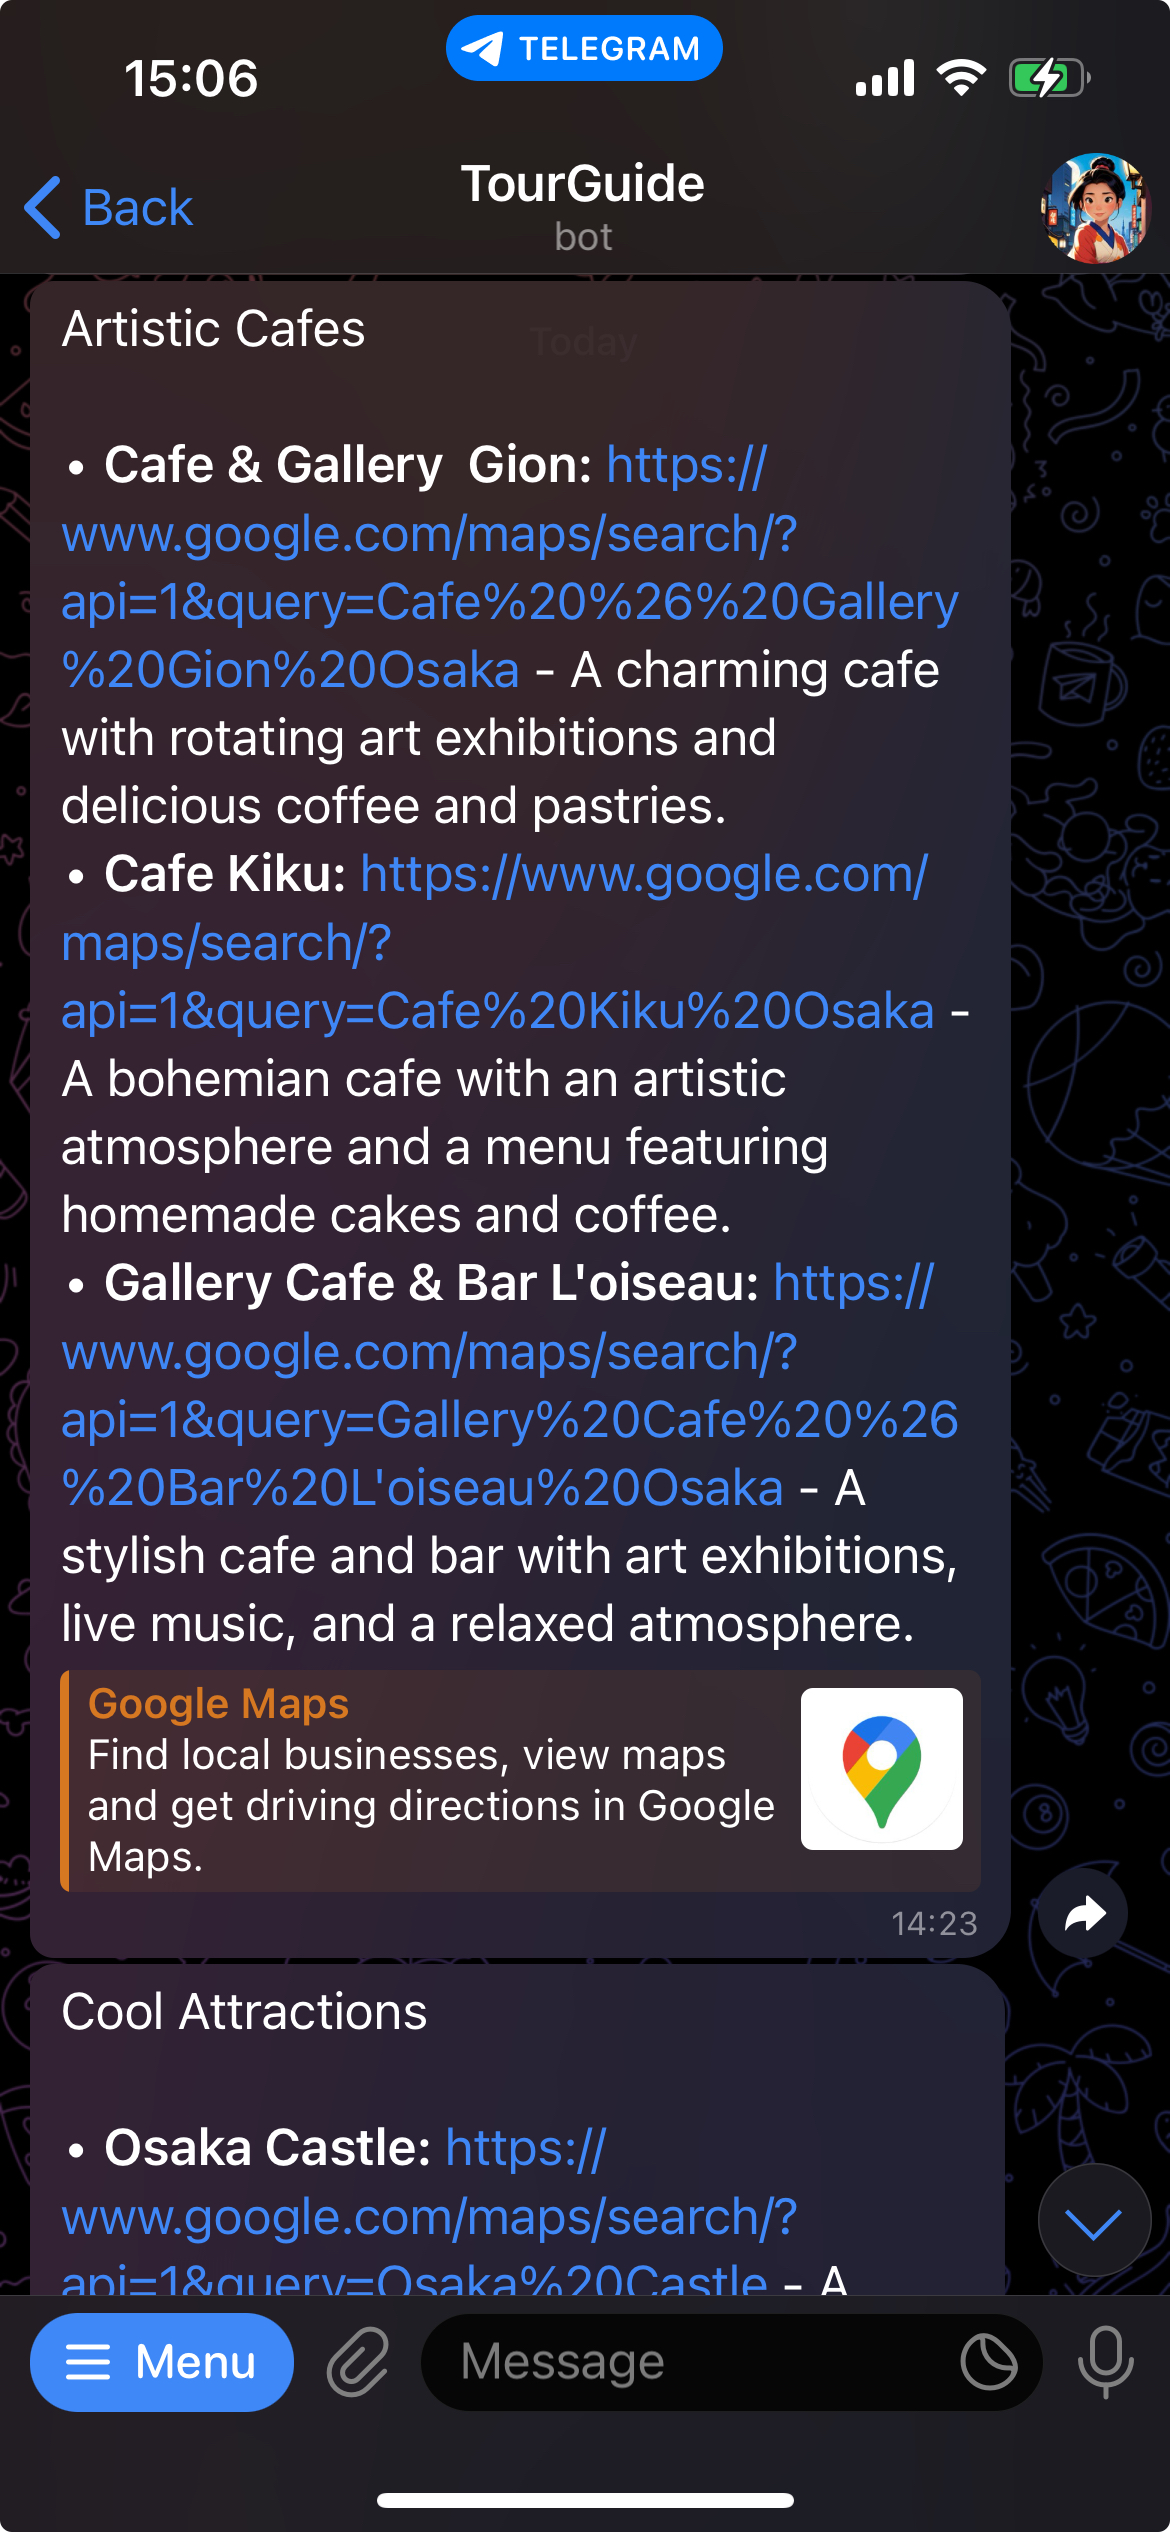 15:06
TELEGRAM
Back
TourGuide
bot
Today
Artistic Cafes
• Cafe & Gallery  Gion: https://
www.google.com/maps/search/?
api=1&query=Cafe%20%26%20Gallery
%20Gion%20Osaka - A charming cafe
with rotating art exhibitions and
delicious coffee and pastries.
• Cafe Kiku: https://www.google.com/
maps/search/?
api=1&query=Cafe%20Kiku%20Osaka -
A bohemian cafe with an artistic
atmosphere and a menu featuring
homemade cakes and coffee.
• Gallery Cafe & Bar L'oiseau: https://
www.google.com/maps/search/?
api=1&query=Gallery%20Cafe%20%26
%20Bar%20L'oiseau%20Osaka - A
stylish cafe and bar with art exhibitions,
live music, and a relaxed atmosphere.
Google Maps
Find local businesses, view maps
and get driving directions in Google
Maps.
14:23
Cool Attractions
• Osaka Castle: https://
www.google.com/maps/search/?
api=1&query=Osaka%20Castle - A
Menu
Message